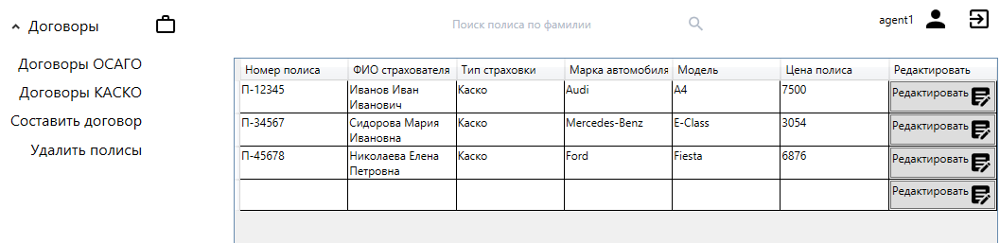 Договоры
Поиск полиса по фамилии
agent1
Договоры ОСАГО
Договоры КАСКО
Составить договор
Удалить полисы
Номер полиса ФИО страхователя Тип страховки Марка автомобиля Модель Цена полиса Редактировать
П-12345 Иванов Иван Каско Audi A4 7500 Редактировать
Иванович
П-34567 Сидорова Мария Каско Mercedes-Benz E-Class 3054 Редактировать
Ивановна
П-45678 Николаева Елена Каско Ford Fiesta 6876 Редактировать
Петровна
Редактировать